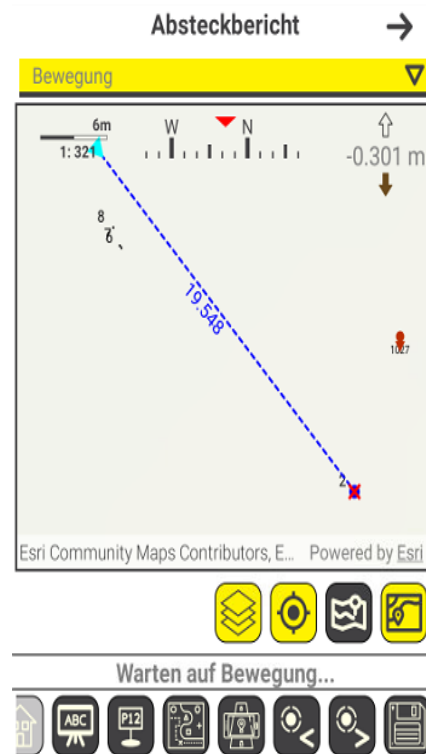 Absteckbericht
Bewegung
6m
1: 321
W
N
-0.301 m
8
7
6
19.548
1027
2
Esri Community Maps Contributors, E...
Powered by Esri
Warten auf Bewegung...
ABC
P12